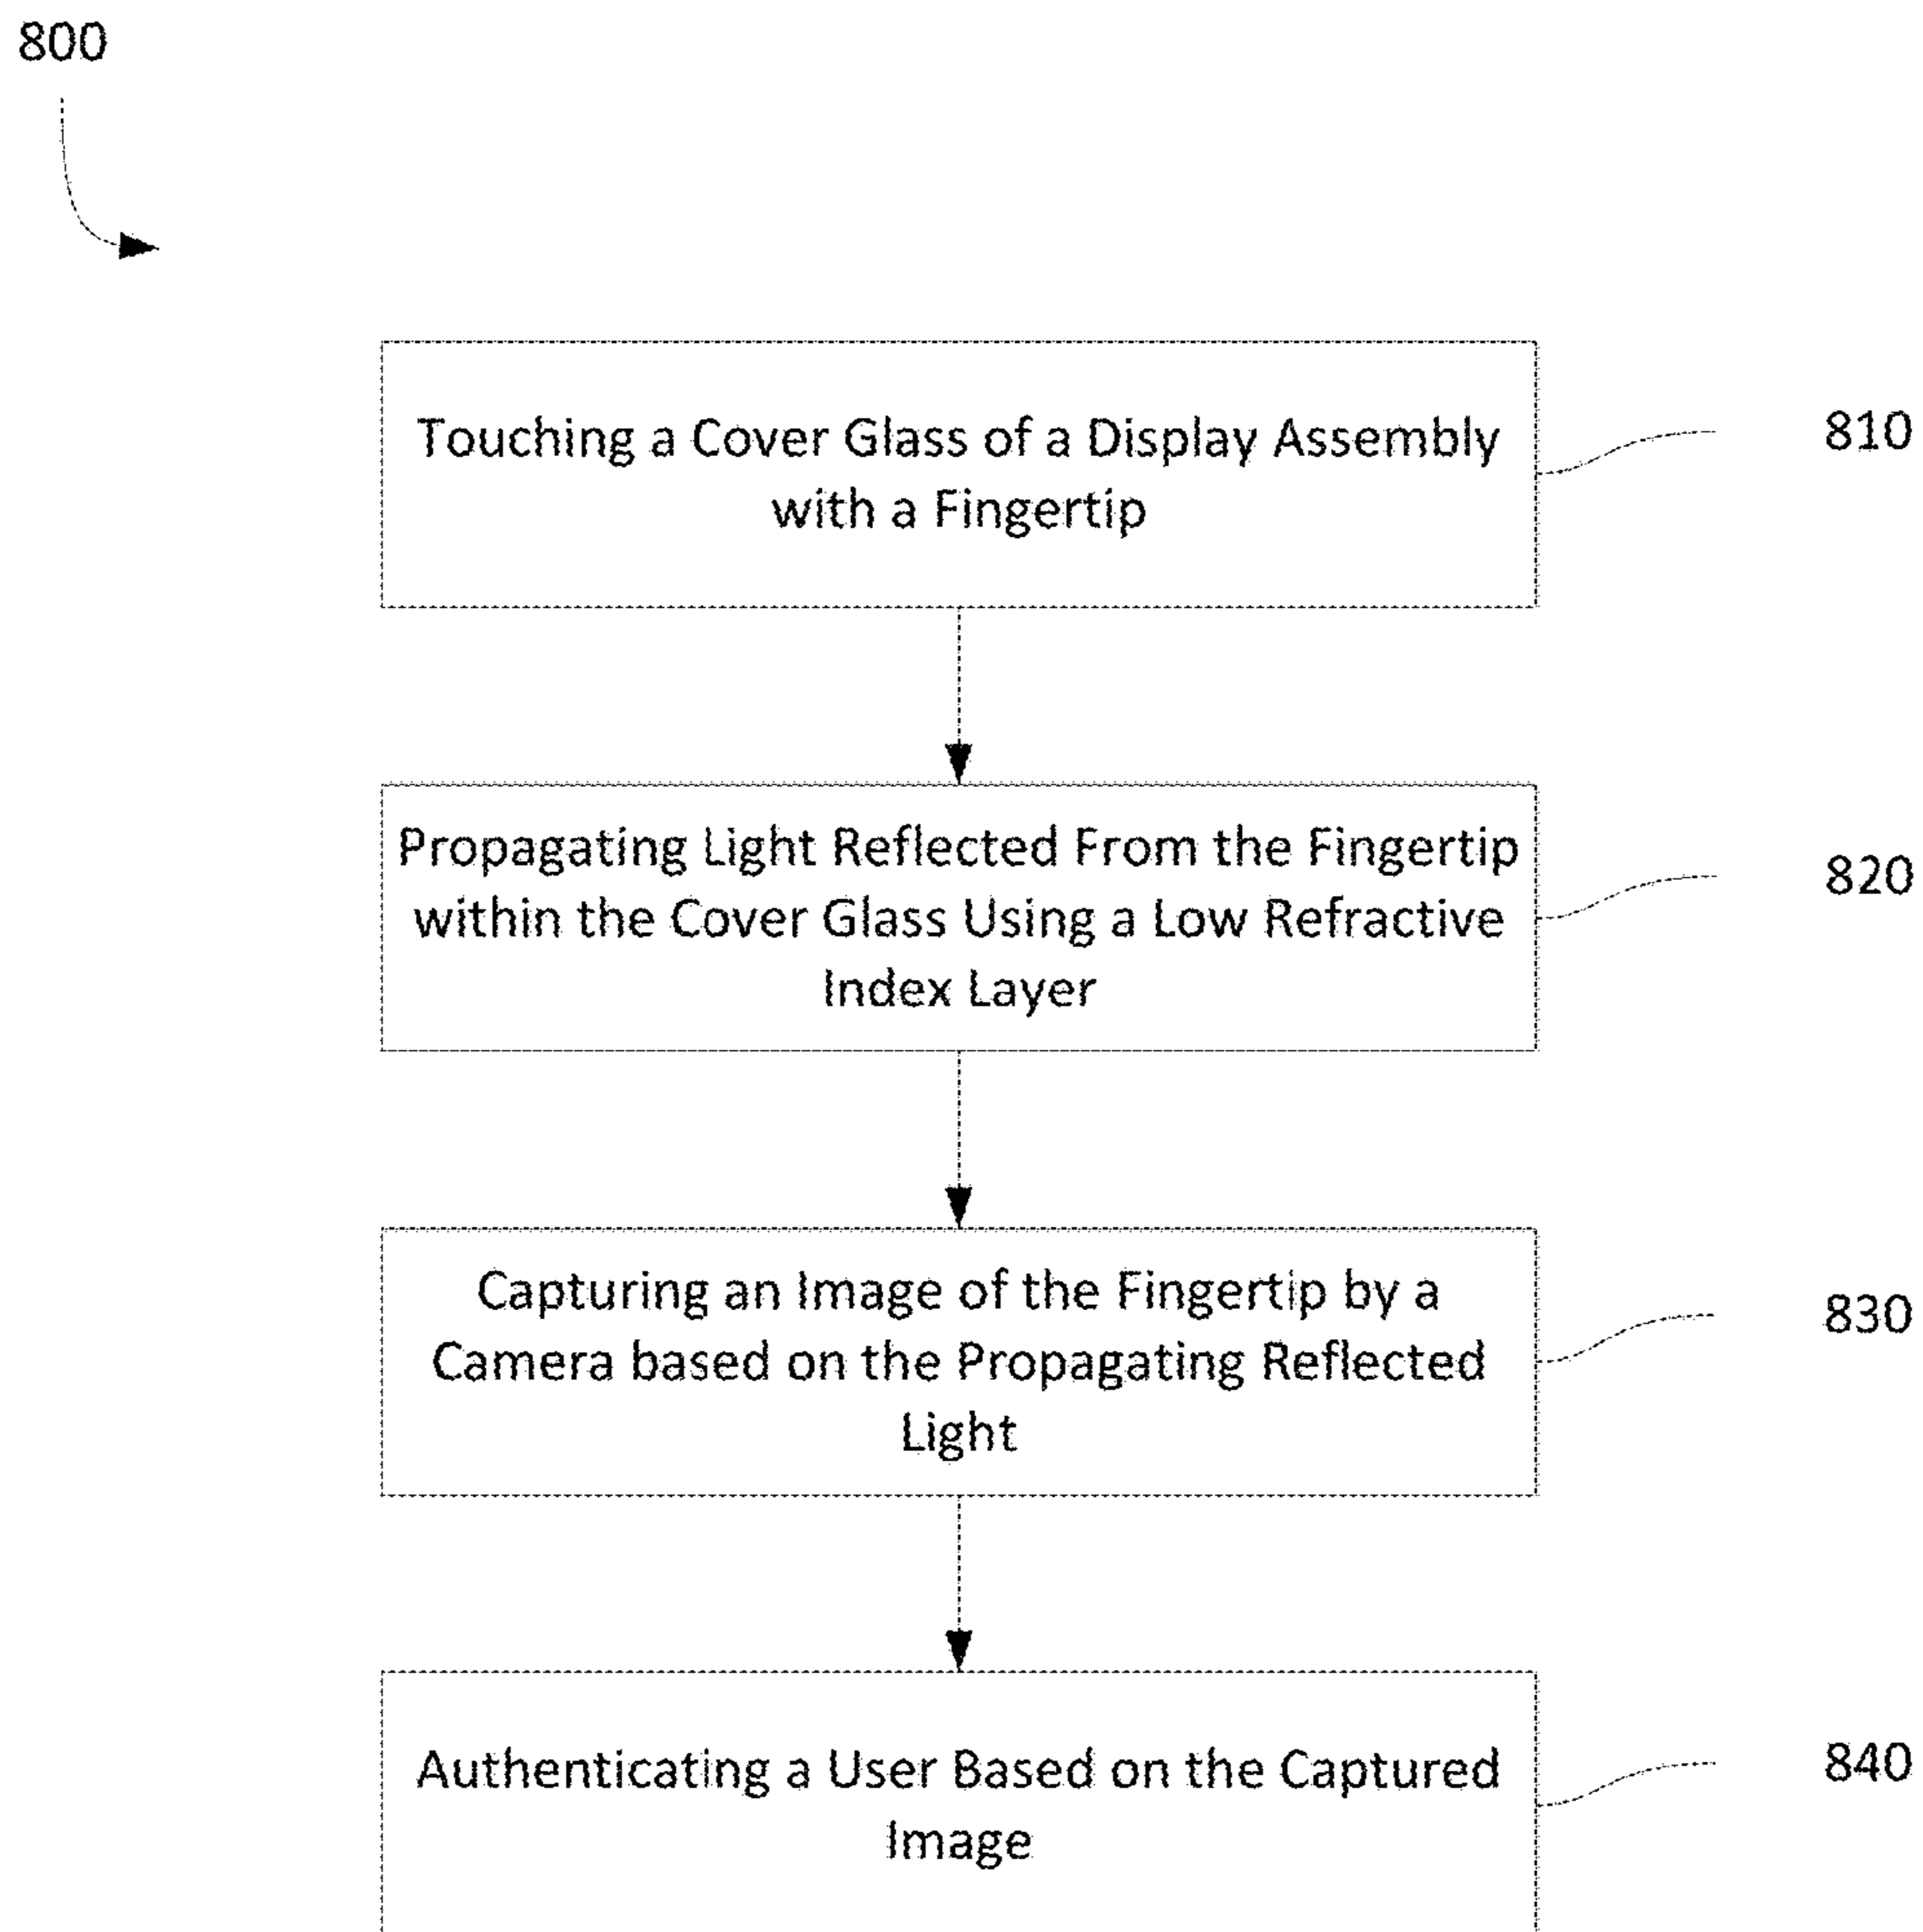 800
Touching a Cover Glass of a Display Assembly
with a Fingertip
810
Propagating Light Reflected From the Fingertip
within the Cover Glass Using a Low Refractive
Index Layer
820
Capturing an Image of the Fingertip by a
Camera based on the Propagating Reflected
Light
830
Authenticating a User Based on the Captured
Image
840